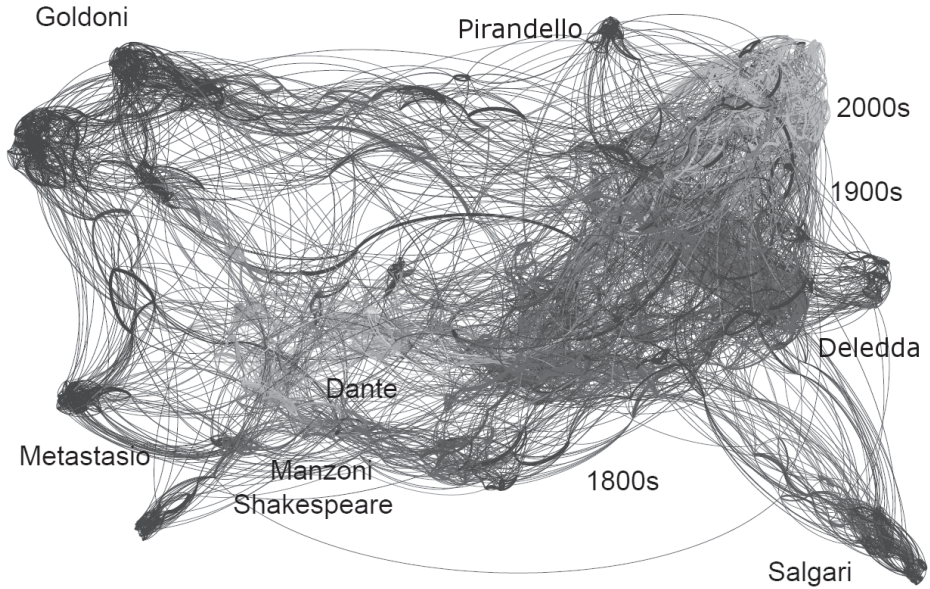 Goldoni
Pirandello
2000s
1900s
Deledda
Dante
Metastasio
Manzoni
Shakespeare
1800s
Salgari